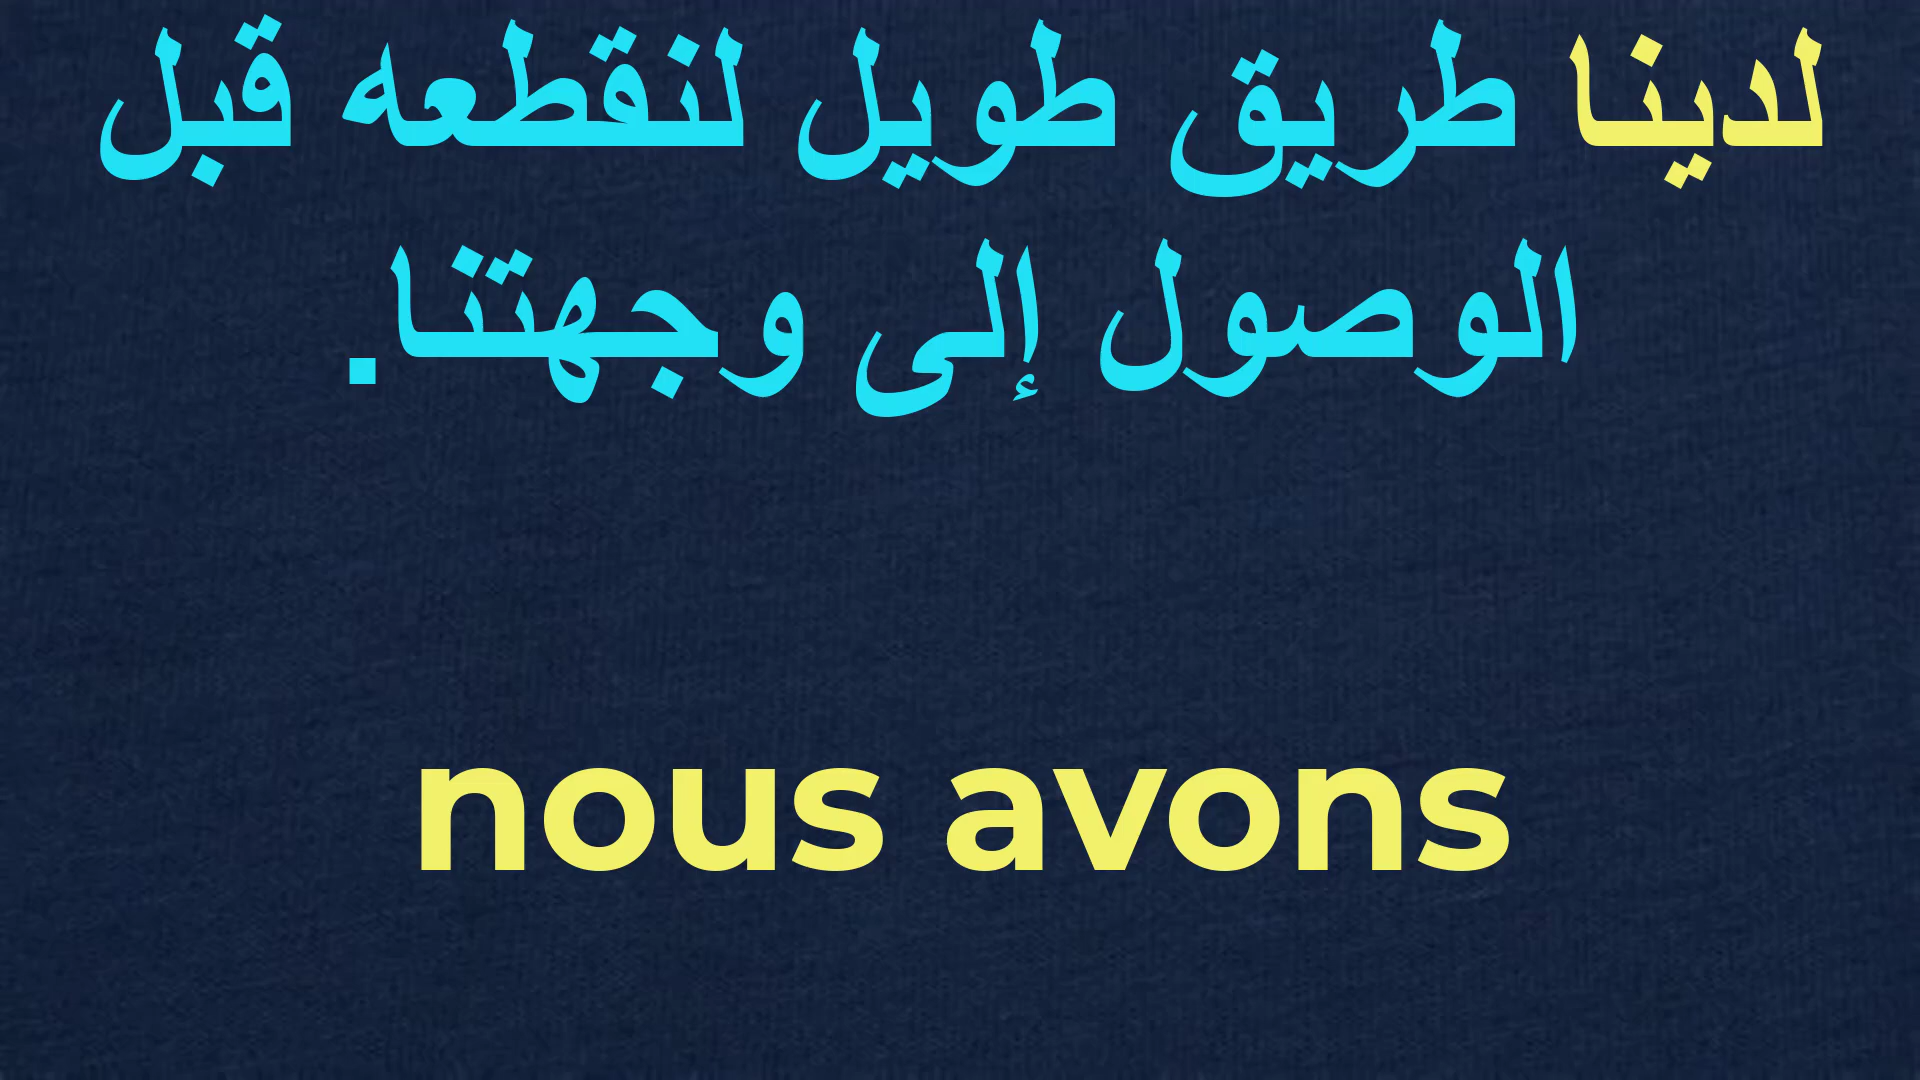 لدينا طريق طويل لنقطعه قبل
الوصول إلى وجهتنا.
nous avons